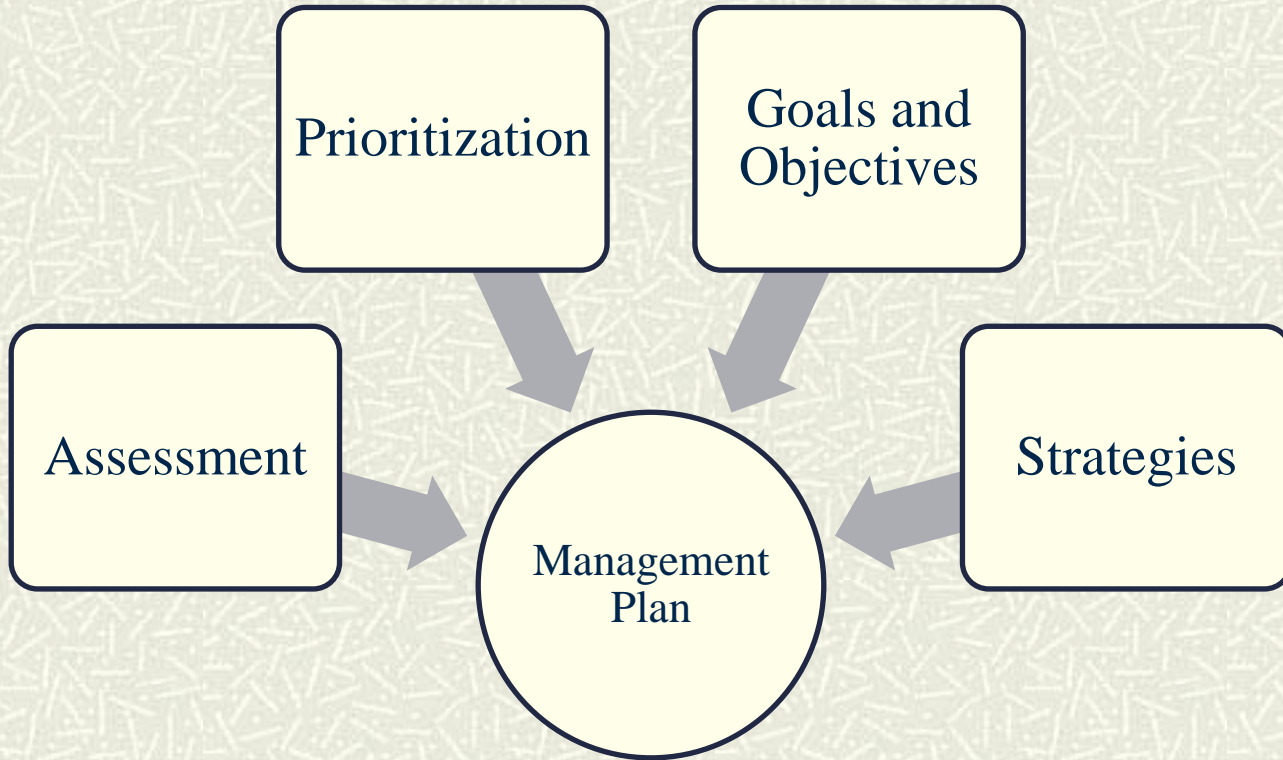 Prioritization
Goals and
Objectives
Assessment
Strategies
Management
Plan